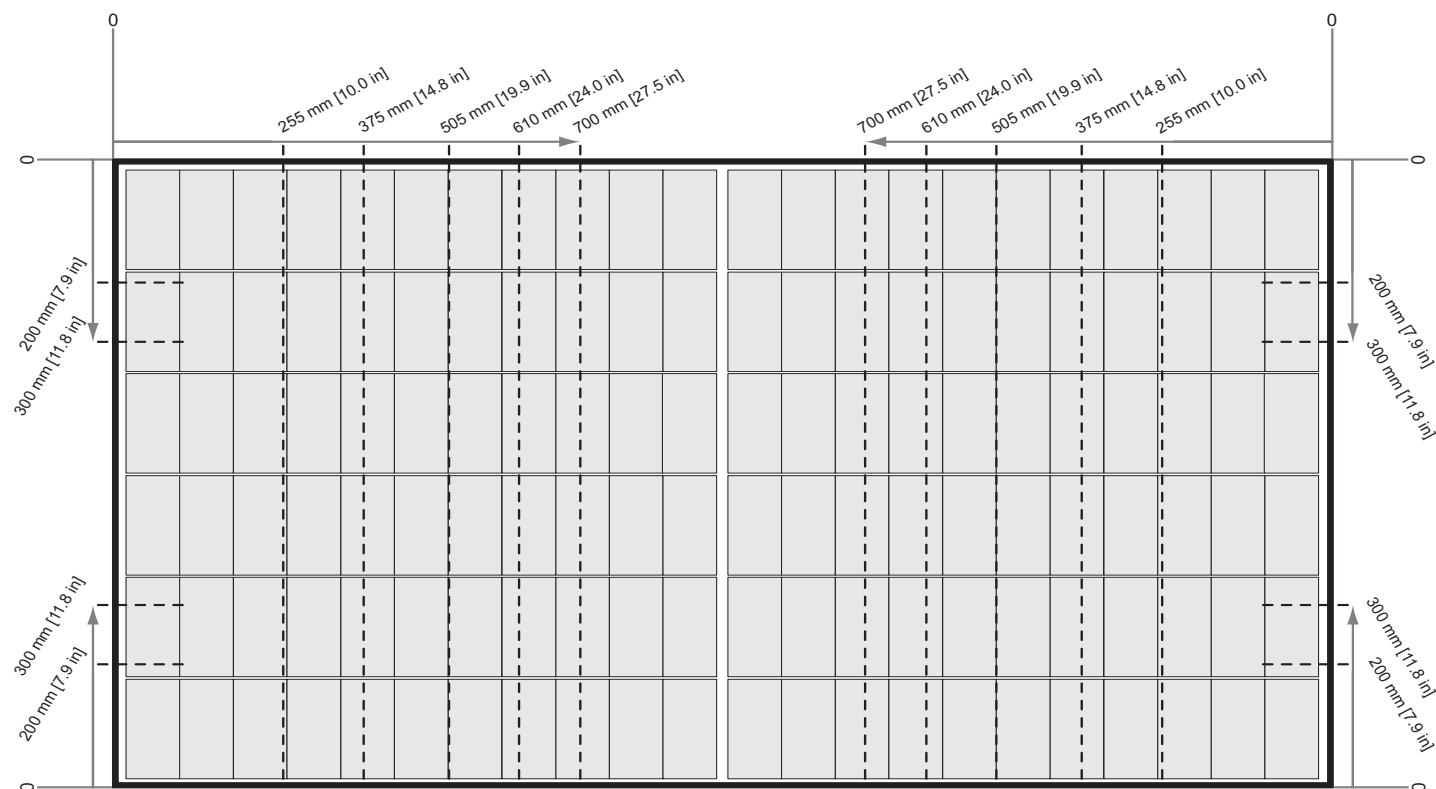 0
0
255 mm [10.0 in]
375 mm [14.8 in]
505 mm [19.9 in]
610 mm [24.0 in]
700 mm [27.5 in]
700 mm [27.5 in]
610 mm [24.0 in]
505 mm [19.9 in]
375 mm [14.8 in]
255 mm [10.0 in]
0
0
200 mm [7.9 in]
300 mm [11.8 in]
200 mm [7.9 in]
300 mm [11.8 in]
300 mm [11.8 in]
200 mm [7.9 in]
300 mm [11.8 in]
200 mm [7.9 in]
0
0